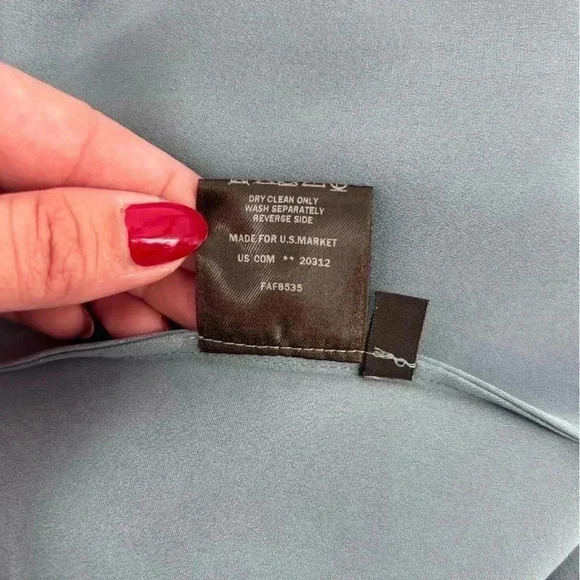 DRY CLEAN ONLY
WASH SEPARATELY
REVERSE SIDE
MADE FOR U.S.MARKET
US COM ** 20312
FAF8535